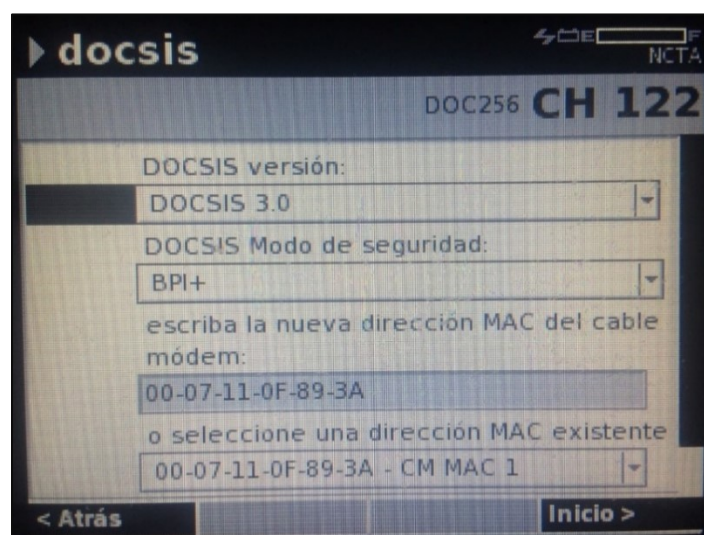 docsis
E F
NCTA
DOC256 CH 122
DOCSIS versión:
DOCSIS 3.0
DOCSIS Modo de seguridad:
BPI+
escriba la nueva dirección MAC del cable
módem:
00-07-11-0F-89-3A
o seleccione una dirección MAC existente
00-07-11-0F-89-3A - CM MAC 1
< Atrás
Inicio >